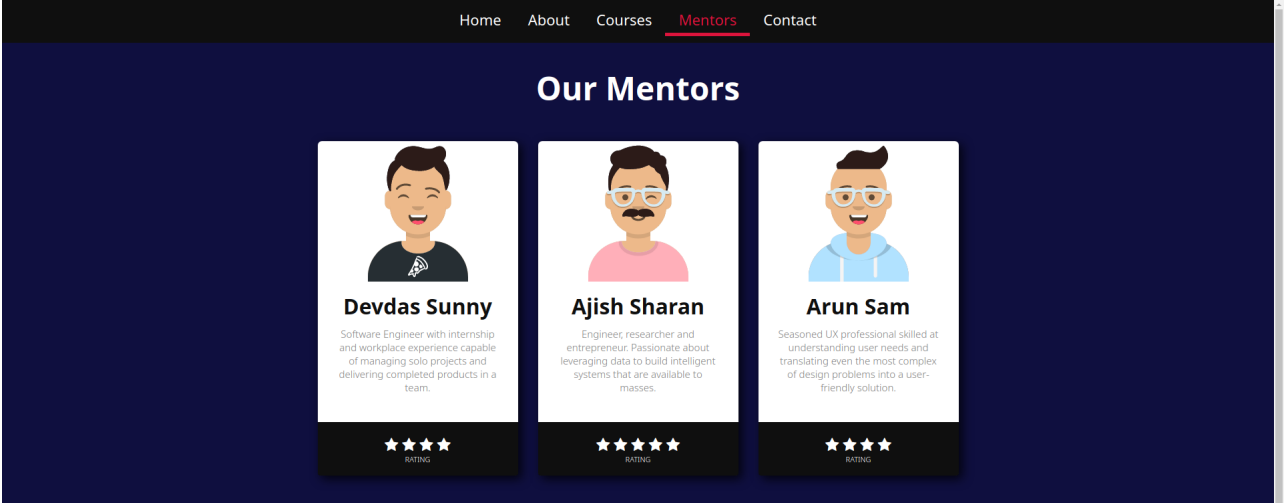 Home About Courses Mentors Contact
Our Mentors
Devdas Sunny
Software Engineer with internship
and workplace experience capable
of managing solo projects and
delivering completed products in a
team.
RATING
Ajish Sharan
Engineer, researcher and
entrepreneur. Passionate about
leveraging data to build intelligent
systems that are available to
masses.
RATING
Arun Sam
Seasoned UX professional skilled at
understanding user needs and
translating even the most complex
of design problems into a user-
friendly solution.
RATING